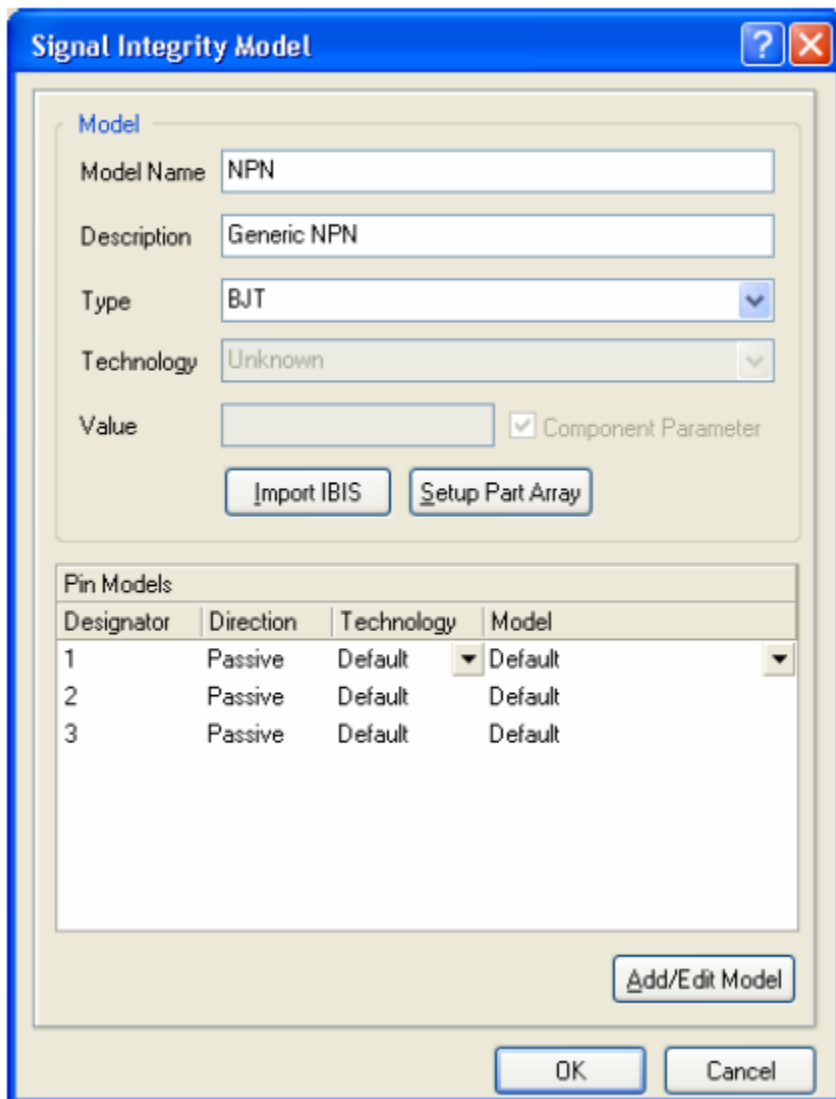 Signal Integrity Model
Model
Model Name NPN
Description Generic NPN
Type BJT
Technology Unknown
Value Component Parameter
Import IBIS Setup Part Array
Pin Models
Designator Direction Technology Model
1 Passive Default Default
2 Passive Default Default
3 Passive Default Default
Add/Edit Model
OK Cancel